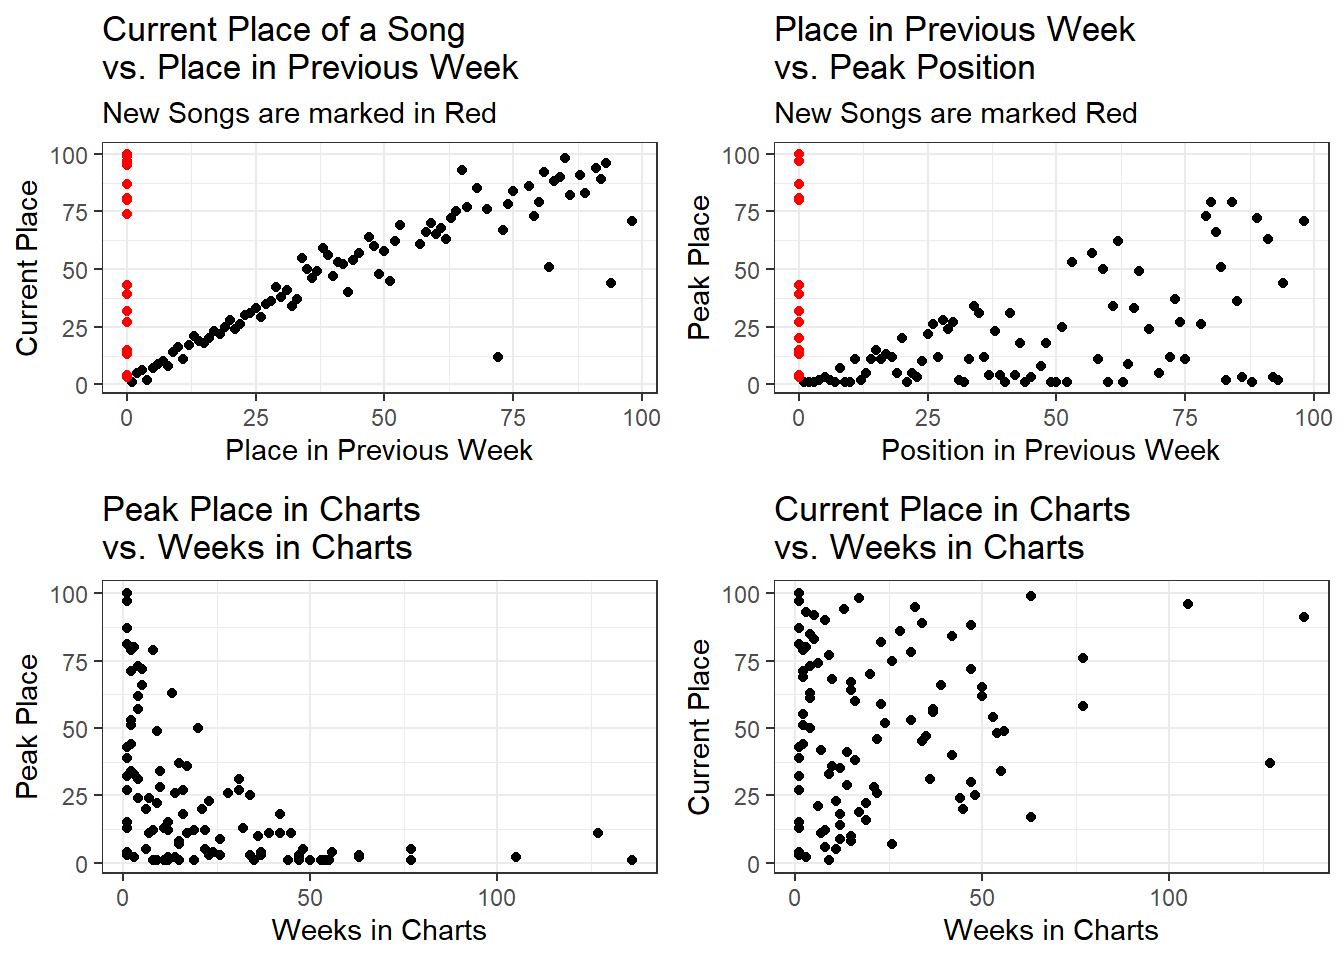 Current Place of a Song
vs. Place in Previous Week
New Songs are marked in Red
100
75
50
25
0
Current Place
0 25 50 75 100
Place in Previous Week
Place in Previous Week
vs. Peak Position
New Songs are marked Red
100
75
50
25
0
Peak Place
0 25 50 75 100
Position in Previous Week
Peak Place in Charts
vs. Weeks in Charts
100
75
50
25
0
Peak Place
0 50 100
Weeks in Charts
Current Place in Charts
vs. Weeks in Charts
100
75
50
25
0
Current Place
0 50 100
Weeks in Charts